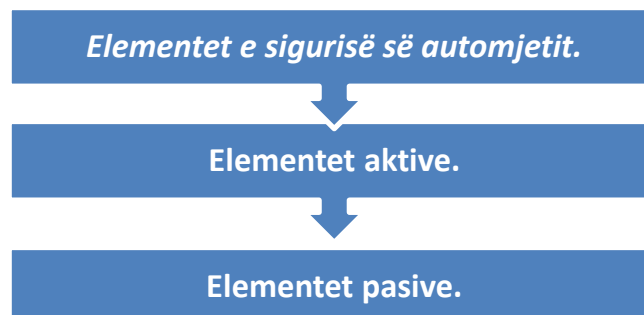 Elementet e sigurisë së automjetit.
Elementet aktive.
Elementet pasive.